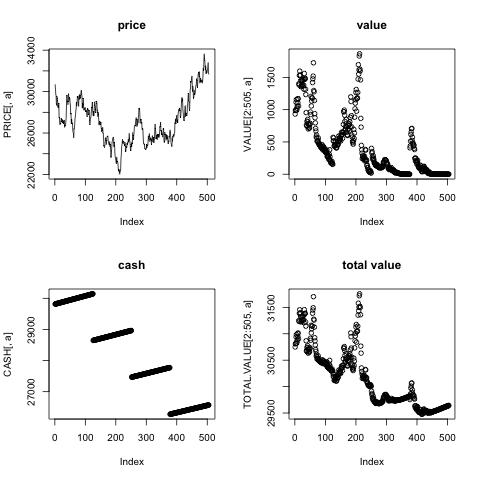 price
PRICE[, a]
34000
30000
26000
22000
0 100 200 300 400 500
Index
value
VALUE[2:505, a]
1500
1000
500
0
0 100 200 300 400 500
Index
cash
CASH[, a]
29000
27000
0 100 200 300 400 500
Index
total value
TOTAL.VALUE[2:505, a]
31500
30500
29500
0 100 200 300 400 500
Index